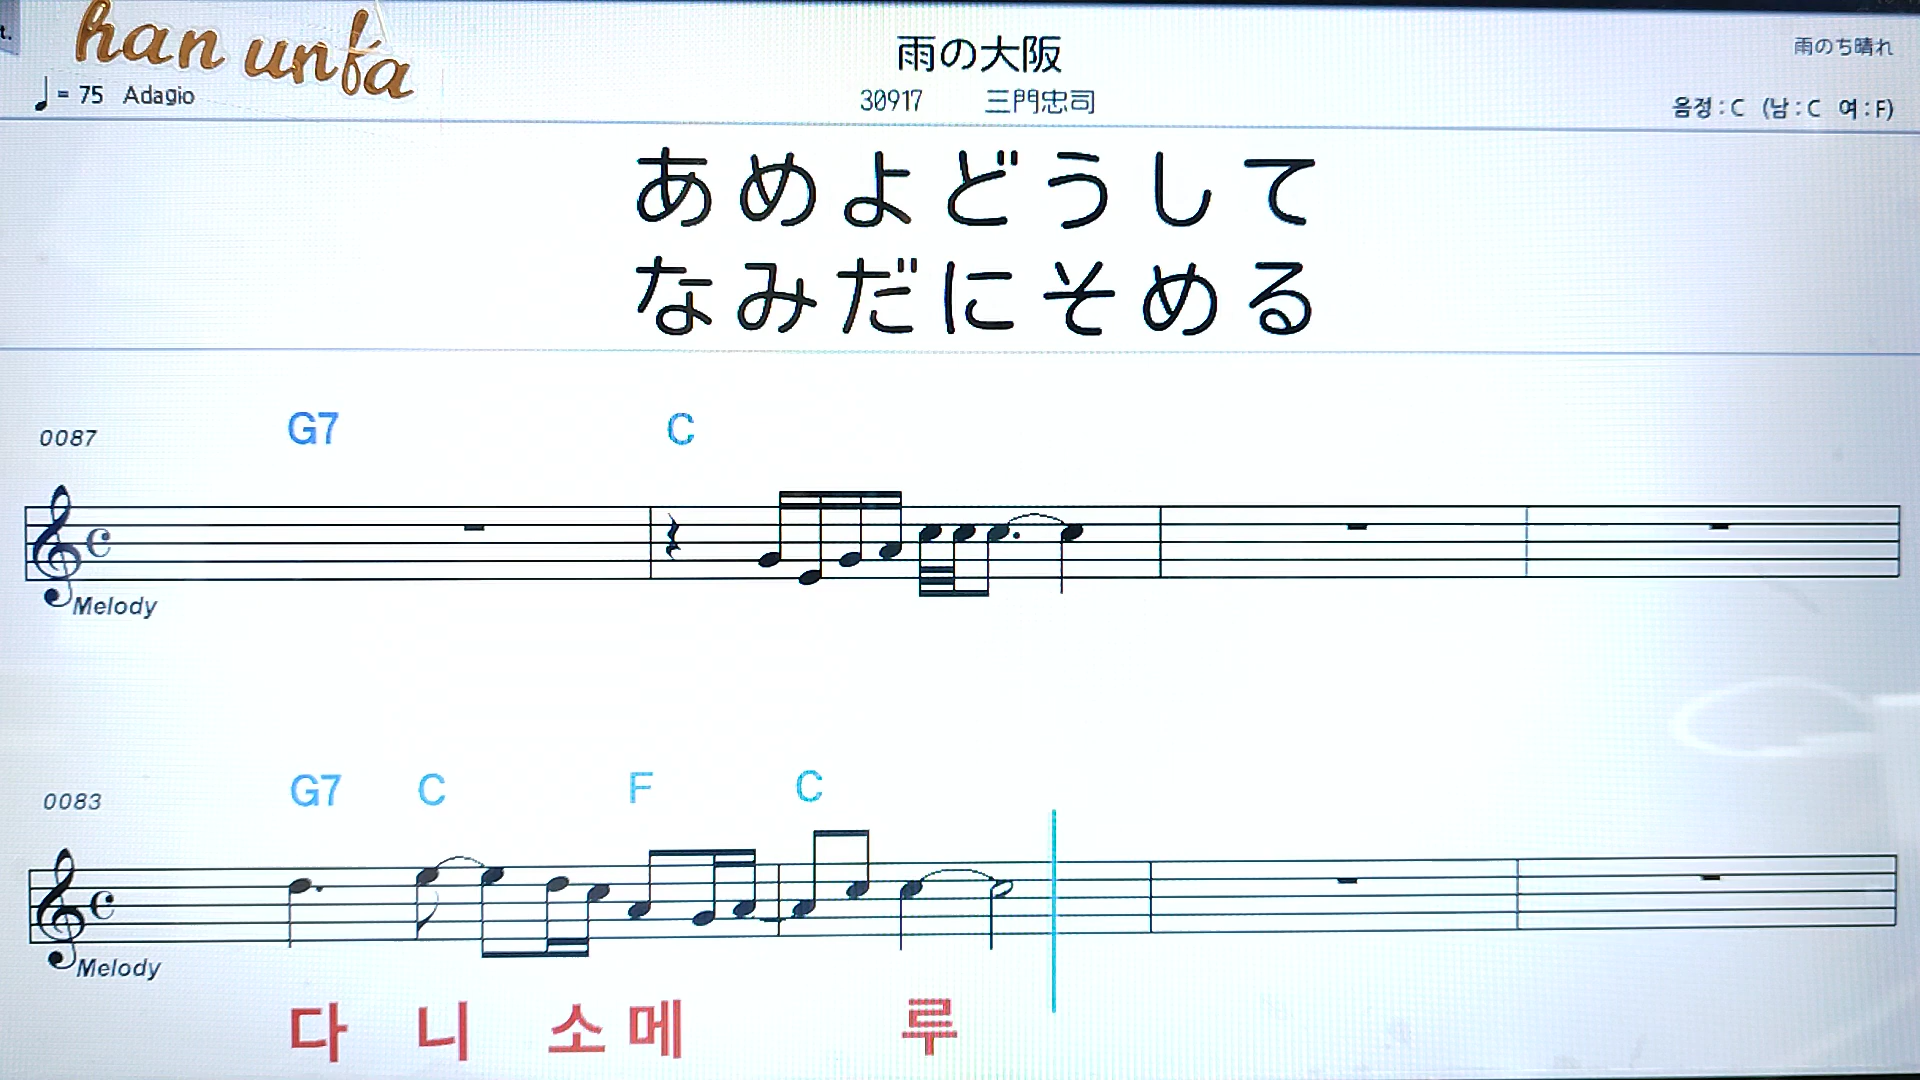 t.
han unfa
雨の大阪
雨のち晴れ
♩ = 75 Adagio
30917 三門忠司
음정 : C (남 : C 여 : F)
あめよどうして
なみだにそめる
0087 G7 C
Melody
0083 G7 C F C
Melody
다 니 소 메 루